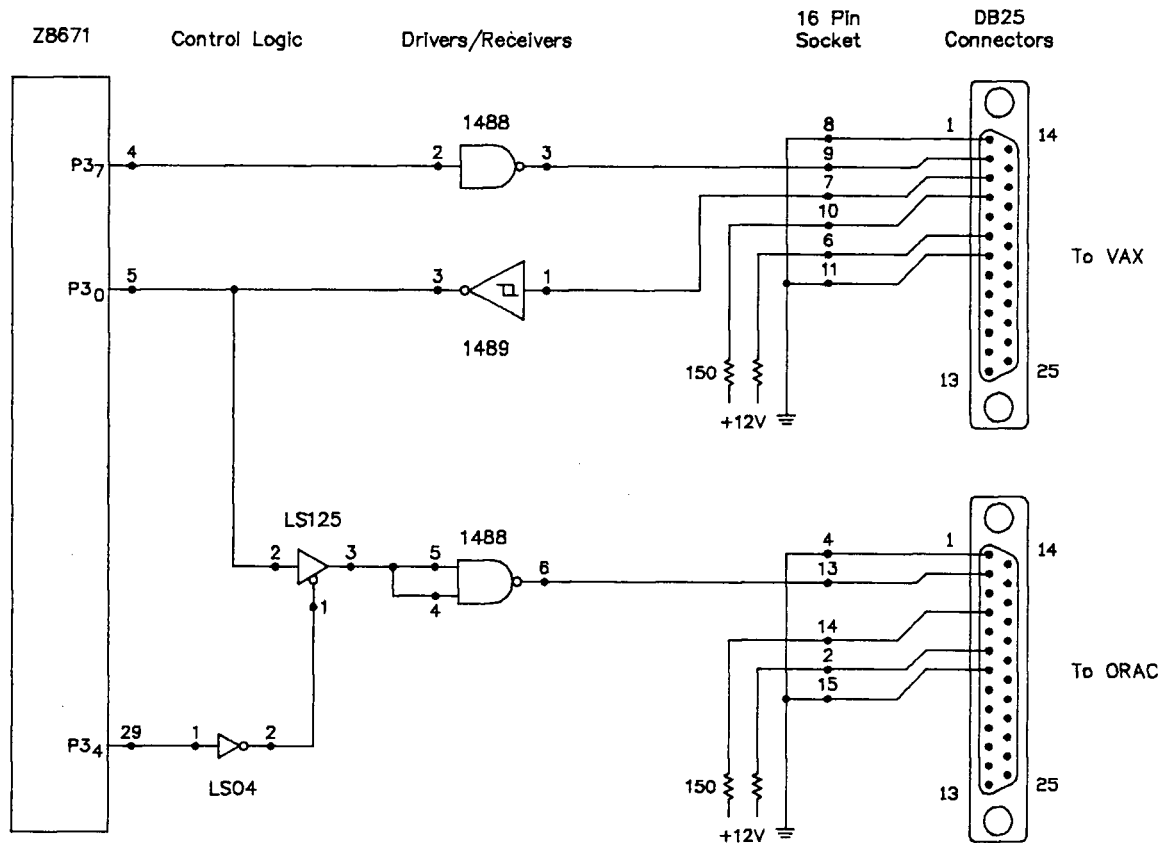 Z8671
Control Logic
Drivers/Receivers
16 Pin
Socket
DB25
Connectors
1488
P3₇
4
2
3
8
9
7
10
6
11
1
14
13
25
To VAX
P3₀
5
3
1
1489
150
+12V
LS125
2
3
1
1488
5
4
6
4
13
14
2
15
1
14
13
25
To ORAC
P3₄
29
1
2
LS04
150
+12V